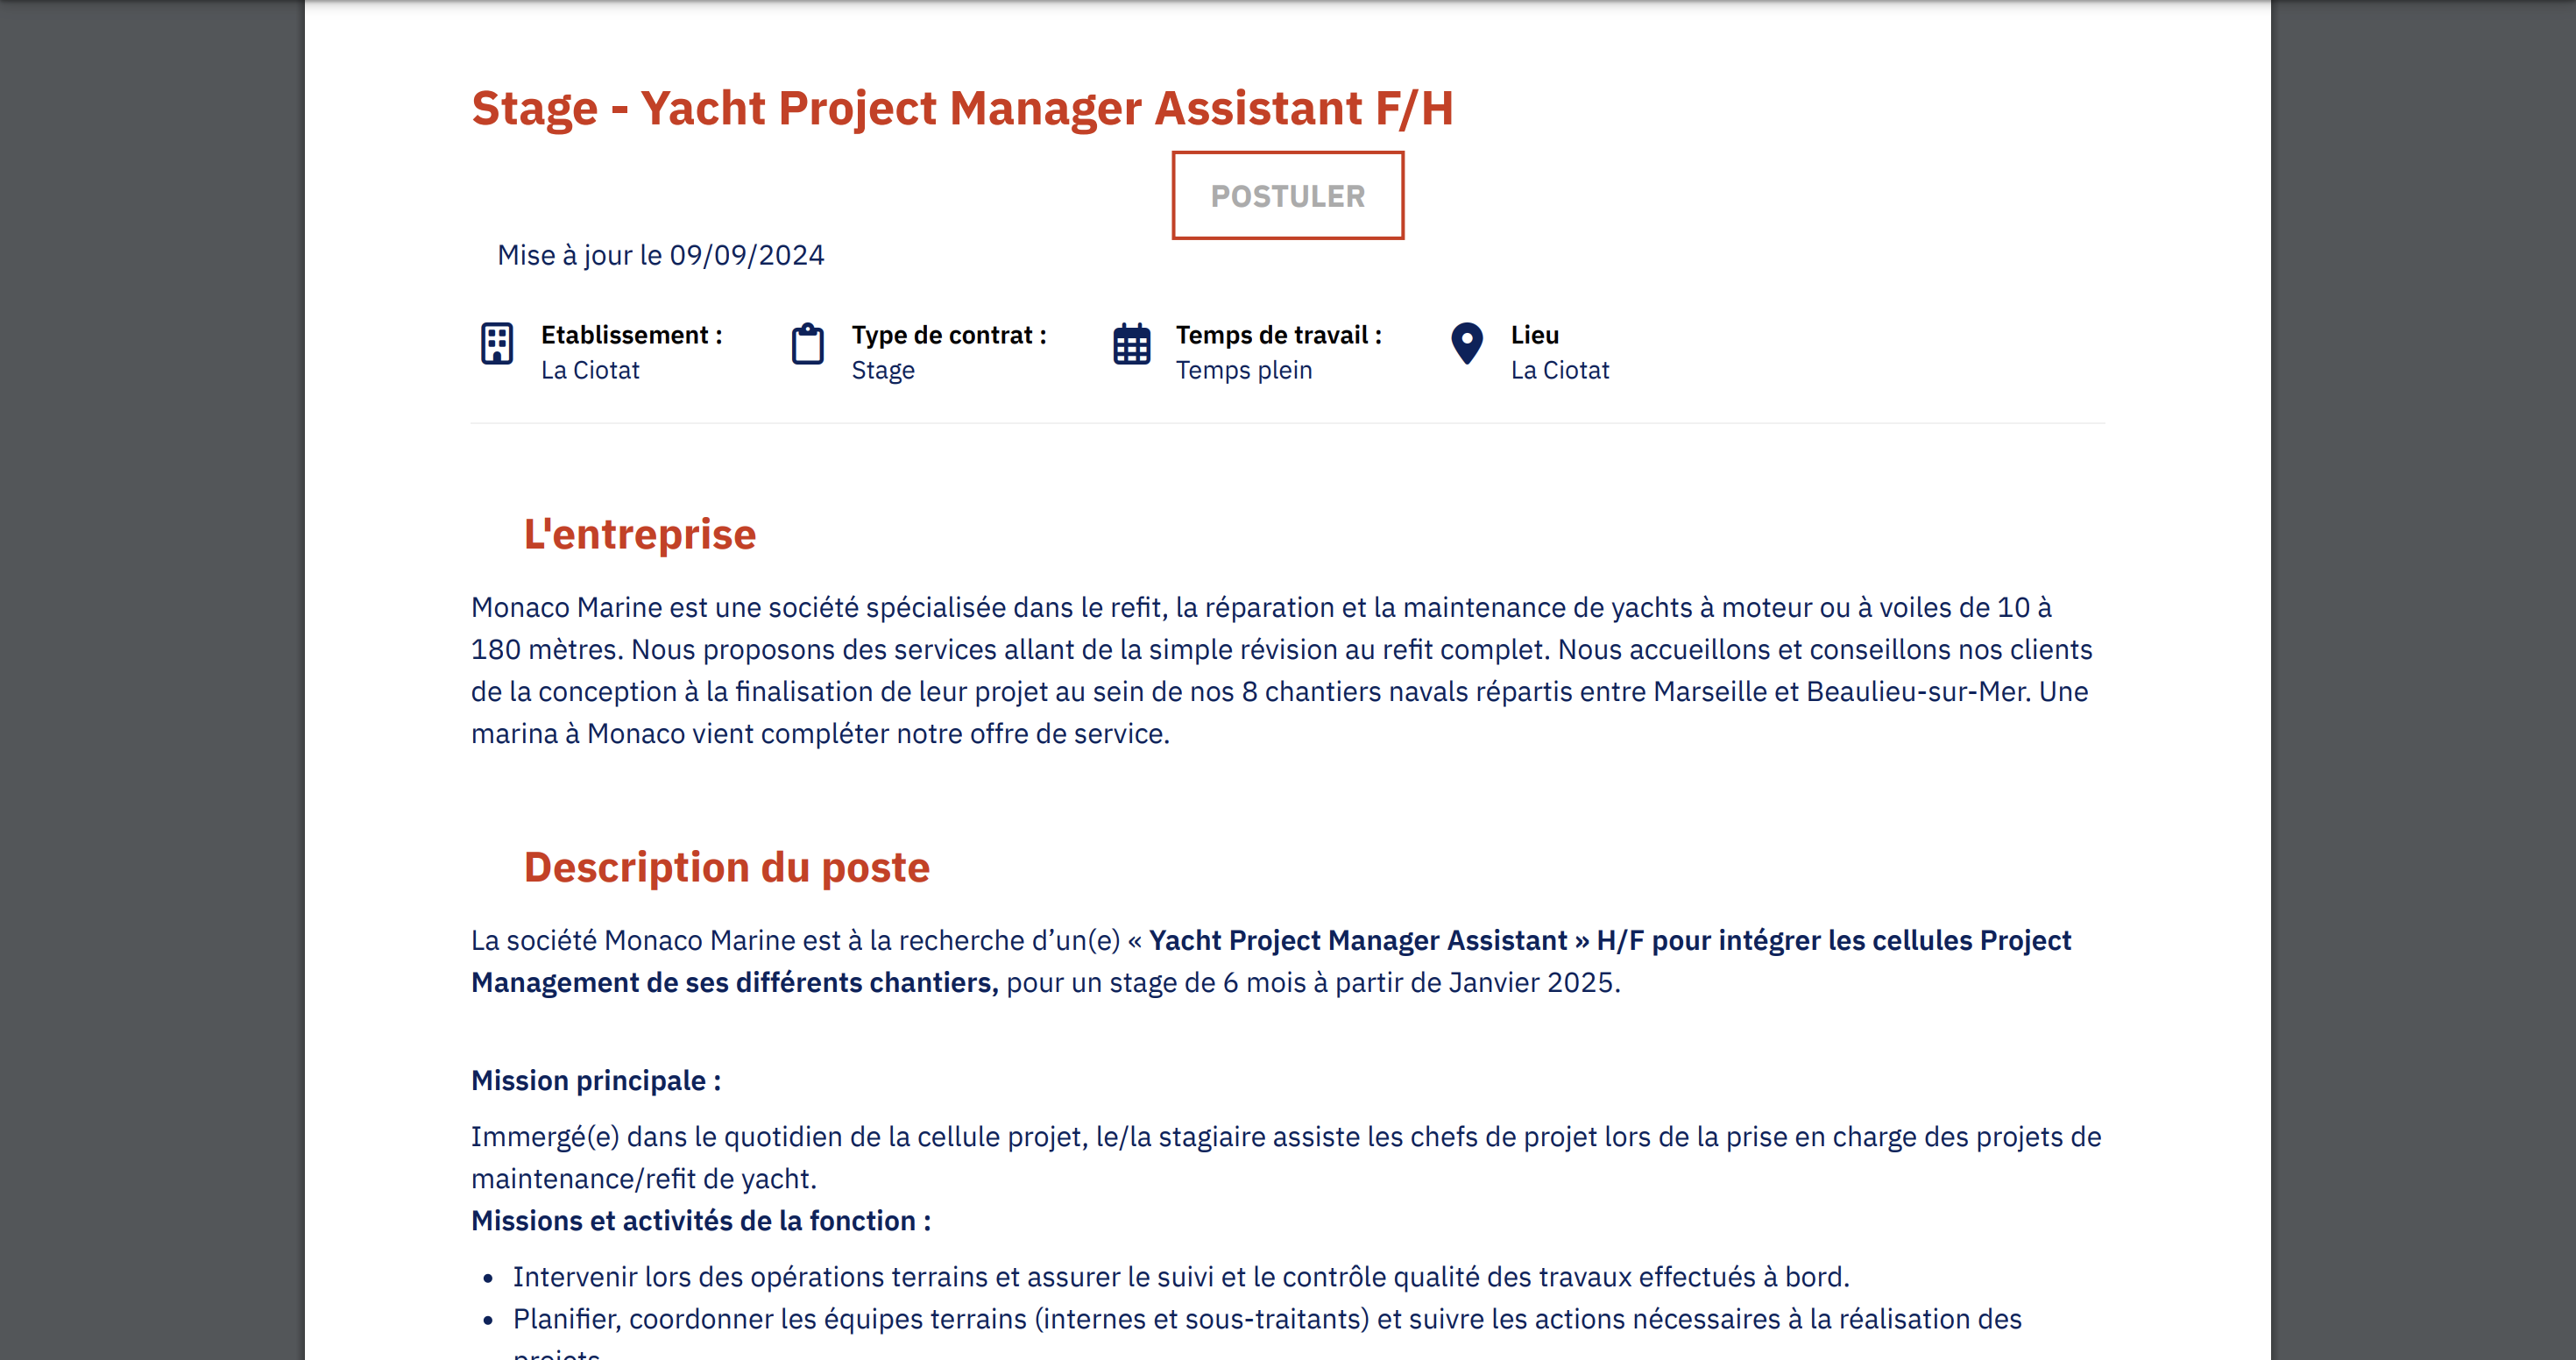 Stage - Yacht Project Manager Assistant F/H
POSTULER
Mise à jour le 09/09/2024
Etablissement :
La Ciotat
Type de contrat :
Stage
Temps de travail :
Temps plein
Lieu
La Ciotat
L'entreprise
Monaco Marine est une société spécialisée dans le refit, la réparation et la maintenance de yachts à moteur ou à voiles de 10 à
180 mètres. Nous proposons des services allant de la simple révision au refit complet. Nous accueillons et conseillons nos clients
de la conception à la finalisation de leur projet au sein de nos 8 chantiers navals répartis entre Marseille et Beaulieu-sur-Mer. Une
marina à Monaco vient compléter notre offre de service.
Description du poste
La société Monaco Marine est à la recherche d’un(e) « Yacht Project Manager Assistant » H/F pour intégrer les cellules Project
Management de ses différents chantiers, pour un stage de 6 mois à partir de Janvier 2025.
Mission principale :
Immergé(e) dans le quotidien de la cellule projet, le/la stagiaire assiste les chefs de projet lors de la prise en charge des projets de
maintenance/refit de yacht.
Missions et activités de la fonction :
• Intervenir lors des opérations terrains et assurer le suivi et le contrôle qualité des travaux effectués à bord.
• Planifier, coordonner les équipes terrains (internes et sous-traitants) et suivre les actions nécessaires à la réalisation des
projets.